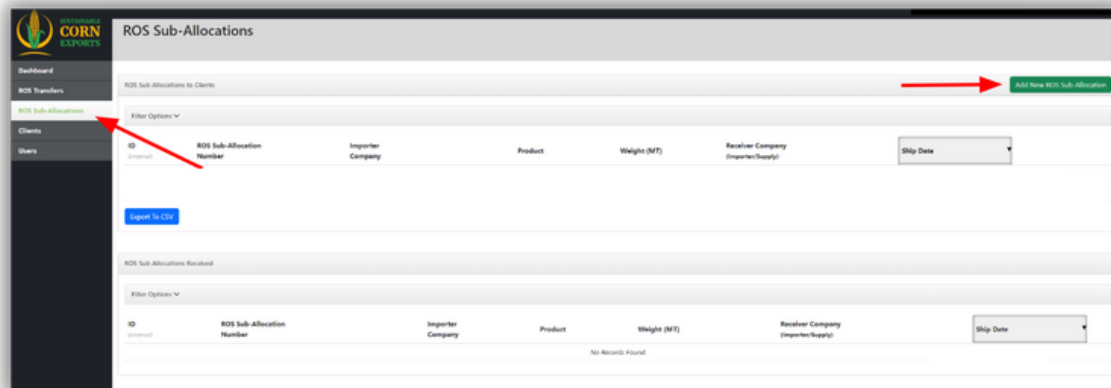 SUSTAINABLE
CORN
EXPORTS
ROS Sub-Allocations
Dashboard
ROS Transfers
ROS Sub-Allocations
Clients
Users
ROS Sub-Allocations to Clients
Add New ROS Sub-Allocation
Filter Options
ID ROS Sub-Allocation Importer Product Weight (MT) Receiver Company Ship Date
(internal) Number Company (Importer/Supply)
Export To CSV
ROS Sub-Allocations Received
Filter Options
ID ROS Sub-Allocation Importer Product Weight (MT) Receiver Company Ship Date
(internal) Number Company (Importer/Supply)
No Records Found